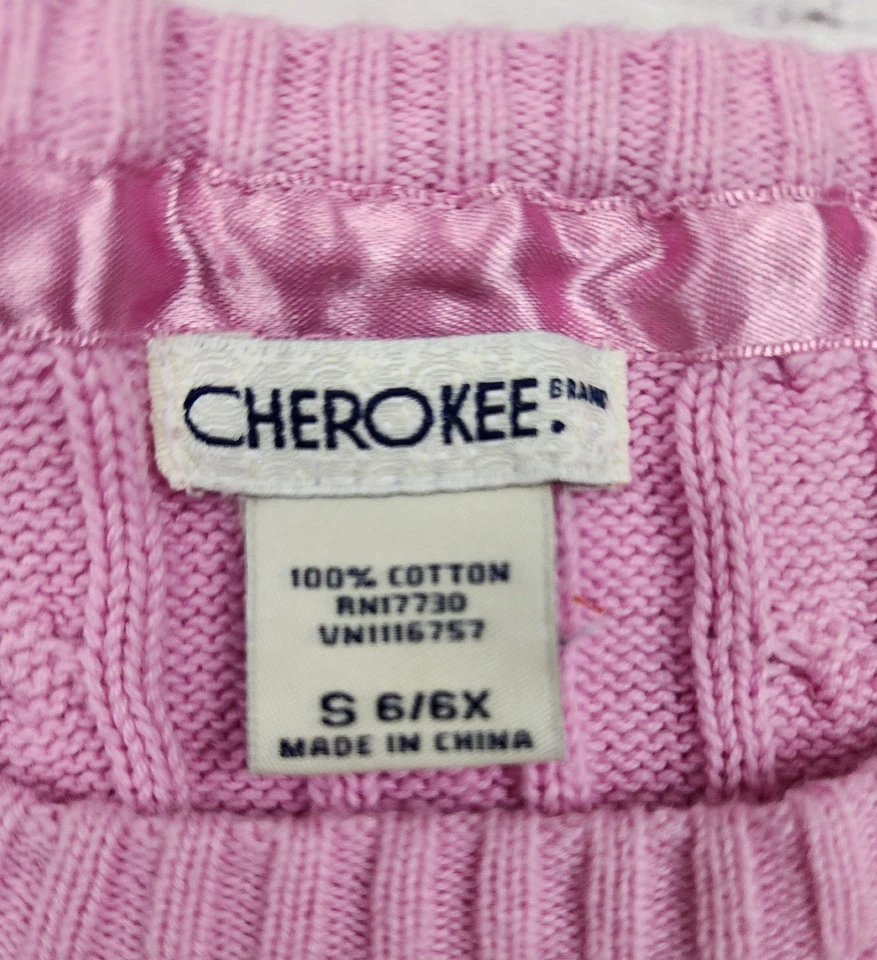 CHEROKEE. BRAND
100% COTTON
RN17730
VN1116757
S 6/6X
MADE IN CHINA